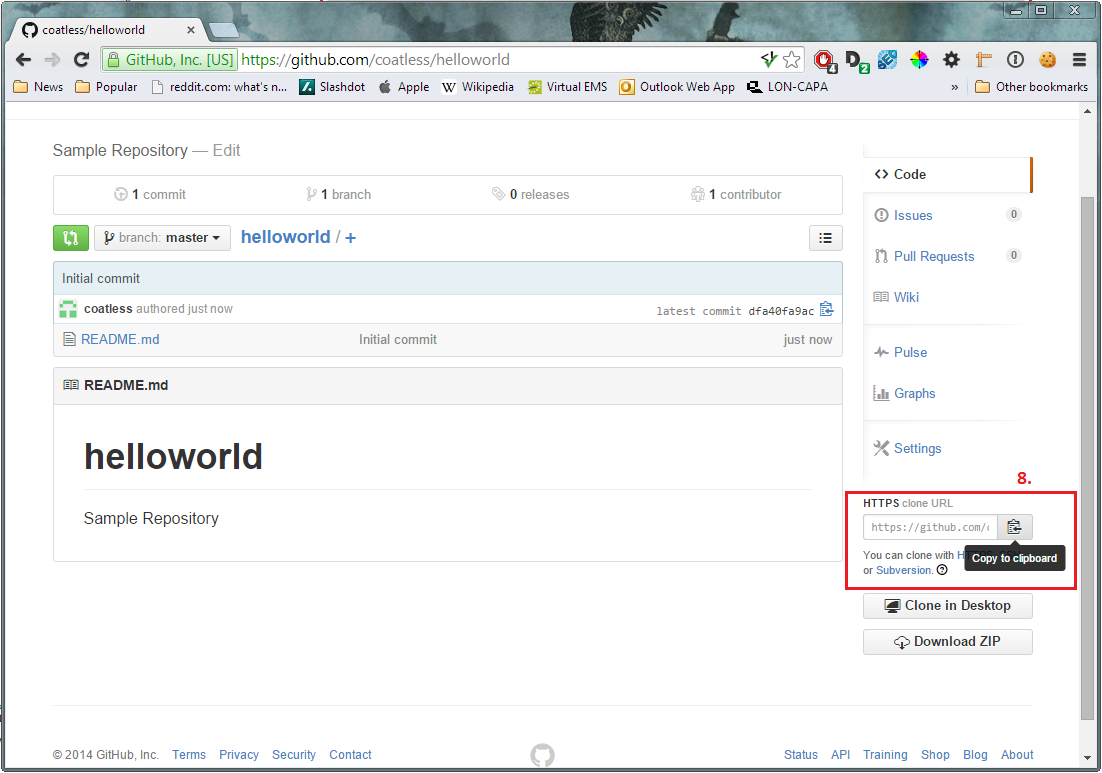 coatless/helloworld
GitHub, Inc. [US] https://github.com/coatless/helloworld
4 D 2
News Popular reddit.com: what's n... Slashdot Apple W Wikipedia Virtual EMS Outlook Web App LON-CAPA » Other bookmarks
Sample Repository — Edit
1 commit 1 branch 0 releases 1 contributor
branch: master helloworld / +
Initial commit
coatless authored just now latest commit dfa40fa9ac
README.md Initial commit just now
README.md
helloworld
Sample Repository
Code
Issues 0
Pull Requests 0
Wiki
Pulse
Graphs
Settings
8.
HTTPS clone URL
https://github.com/c
Copy to clipboard
You can clone with
or Subversion.
Clone in Desktop
Download ZIP
© 2014 GitHub, Inc. Terms Privacy Security Contact Status API Training Shop Blog About